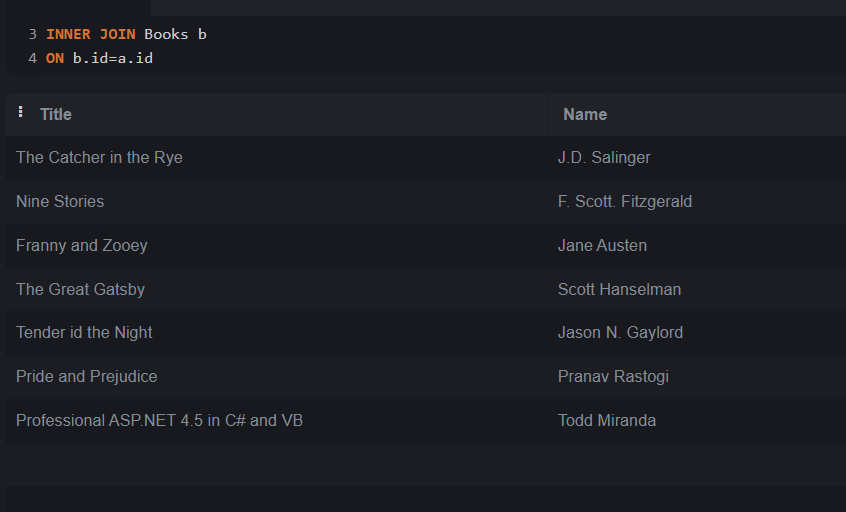 3 INNER JOIN Books b
4 ON b.id=a.id
Title Name
The Catcher in the Rye J.D. Salinger
Nine Stories F. Scott. Fitzgerald
Franny and Zooey Jane Austen
The Great Gatsby Scott Hanselman
Tender id the Night Jason N. Gaylord
Pride and Prejudice Pranav Rastogi
Professional ASP.NET 4.5 in C# and VB Todd Miranda